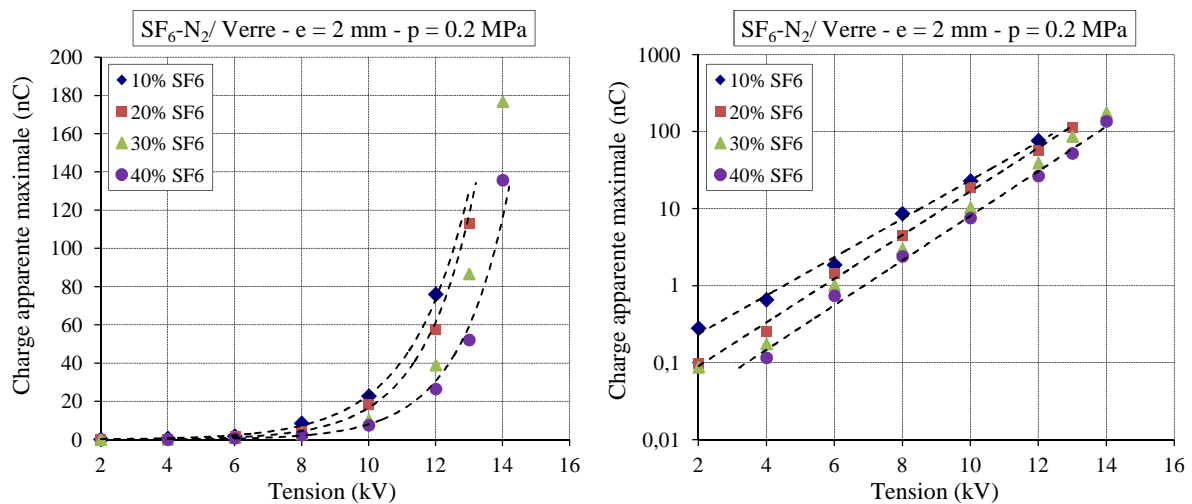 SF6-N2/ Verre - e = 2 mm - p = 0.2 MPa
Charge apparente maximale (nC)
200
180
160
140
120
100
80
60
40
20
0
10% SF6
20% SF6
30% SF6
40% SF6
2 4 6 8 10 12 14 16
Tension (kV)
SF6-N2/ Verre - e = 2 mm - p = 0.2 MPa
Charge apparente maximale (nC)
1000
100
10
1
0,1
0,01
10% SF6
20% SF6
30% SF6
40% SF6
2 4 6 8 10 12 14 16
Tension (kV)